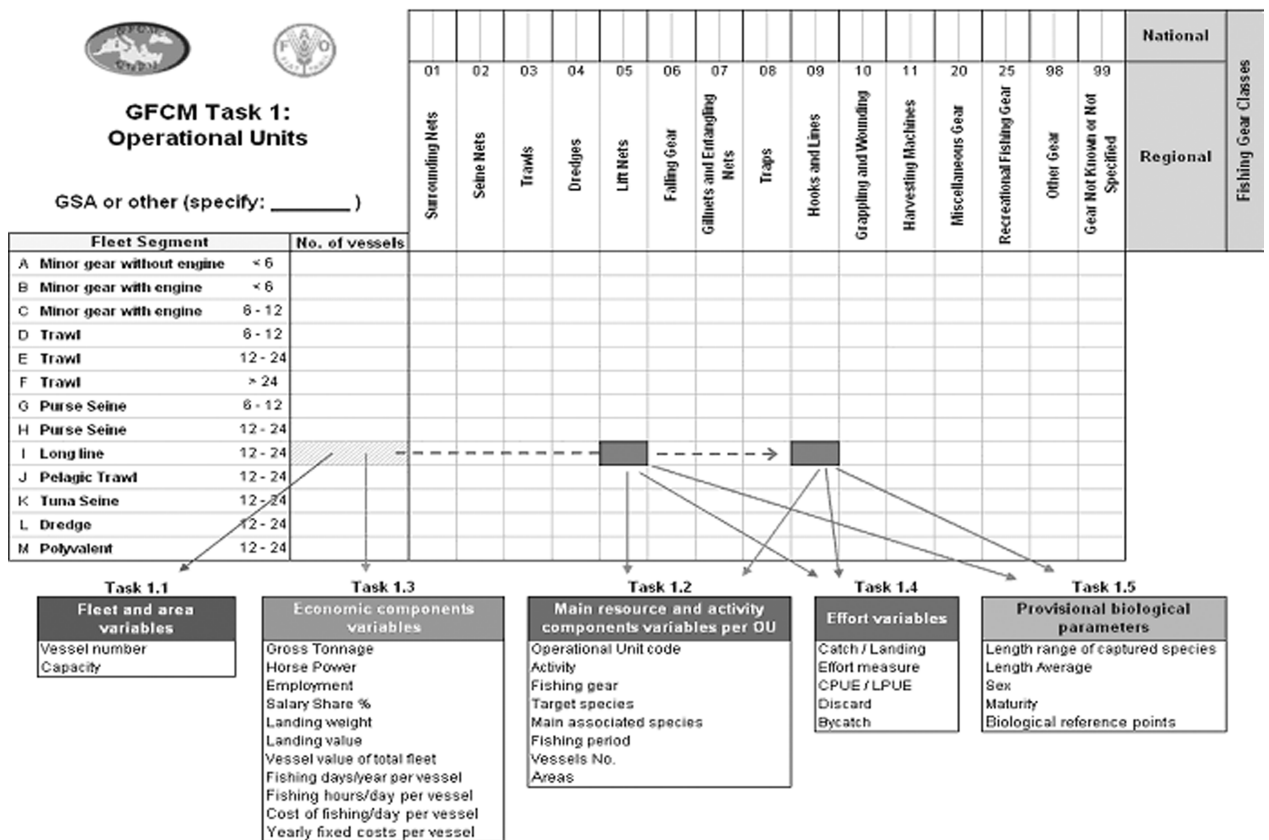 GFCM Task 1:
Operational Units
GSA or other (specify: ________ )
F A O
National
01 02 03 04 05 06 07 08 09 10 11 20 25 98 99
Surrounding Nets
Seine Nets
Trawls
Dredges
Lift Nets
Falling Gear
Gillnets and Entangling
Nets
Traps
Hooks and Lines
Grappling and Wounding
Harvesting Machines
Miscellaneous Gear
Recreational Fishing Gear
Other Gear
Gear Not Known or Not
Specified
Regional
Fishing Gear Classes
Fleet Segment No. of vessels
A Minor gear without engine < 6
B Minor gear with engine < 6
C Minor gear with engine 6 - 12
D Trawl 6 - 12
E Trawl 12 - 24
F Trawl > 24
G Purse Seine 6 - 12
H Purse Seine 12 - 24
I Long line 12 - 24
J Pelagic Trawl 12 - 24
K Tuna Seine 12 - 24
L Dredge 12 - 24
M Polyvalent 12 - 24
Task 1.1
Fleet and area
variables
Vessel number
Capacity
Task 1.3
Economic components
variables
Gross Tonnage
Horse Power
Employment
Salary Share %
Landing weight
Landing value
Vessel value of total fleet
Fishing days/year per vessel
Fishing hours/day per vessel
Cost of fishing/day per vessel
Yearly fixed costs per vessel
Task 1.2
Main resource and activity
components variables per OU
Operational Unit code
Activity
Fishing gear
Target species
Main associated species
Fishing period
Vessels No.
Areas
Task 1.4
Effort variables
Catch / Landing
Effort measure
CPUE / LPUE
Discard
Bycatch
Task 1.5
Provisional biological
parameters
Length range of captured species
Length Average
Sex
Maturity
Biological reference points